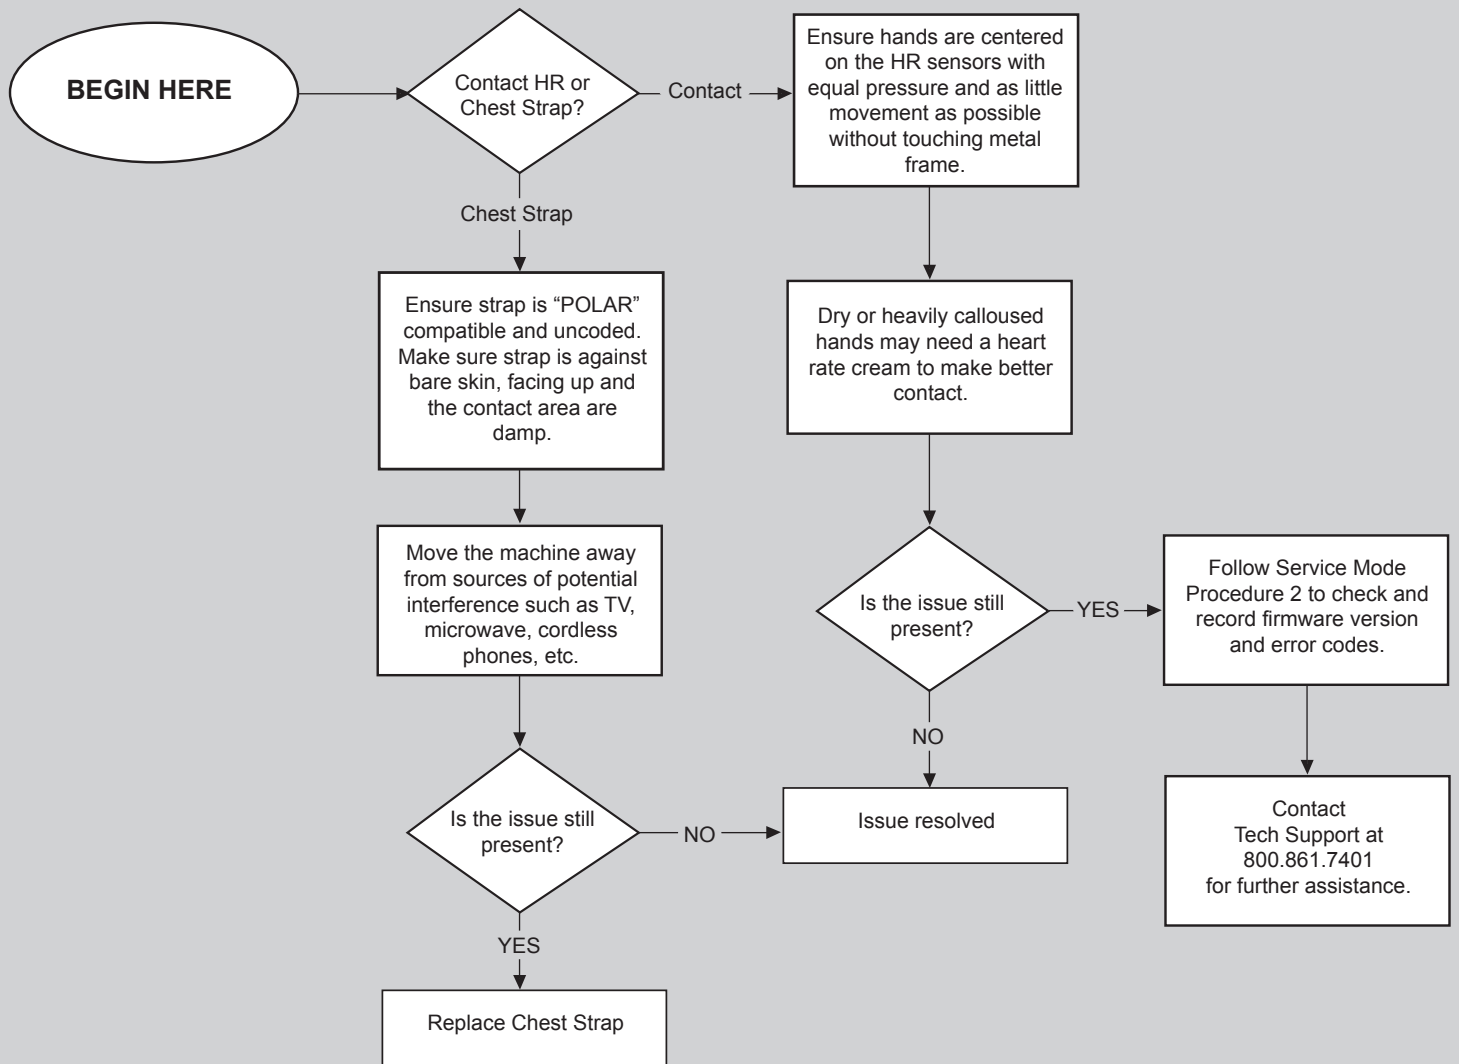 BEGIN HERE
Contact HR or
Chest Strap?
Contact
Ensure hands are centered
on the HR sensors with
equal pressure and as little
movement as possible
without touching metal
frame.
Chest Strap
Ensure strap is “POLAR”
compatible and uncoded.
Make sure strap is against
bare skin, facing up and
the contact area are
damp.
Dry or heavily calloused
hands may need a heart
rate cream to make better
contact.
Move the machine away
from sources of potential
interference such as TV,
microwave, cordless
phones, etc.
Is the issue still
present?
YES
Follow Service Mode
Procedure 2 to check and
record firmware version
and error codes.
NO
Is the issue still
present?
NO
Issue resolved
Contact
Tech Support at
800.861.7401
for further assistance.
YES
Replace Chest Strap